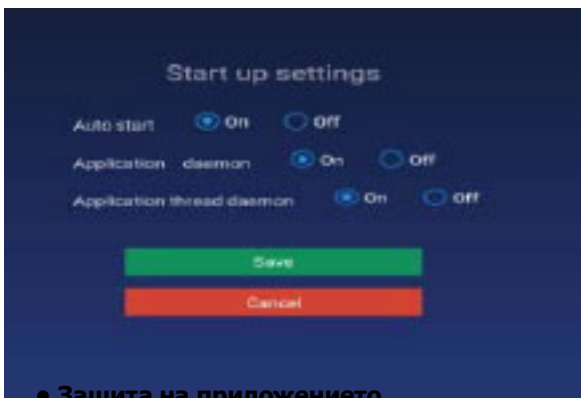 Start up settings
Auto start On Off
Application daemon On Off
Application thread daemon On Off
Save
Cancel
• Защита на приложението